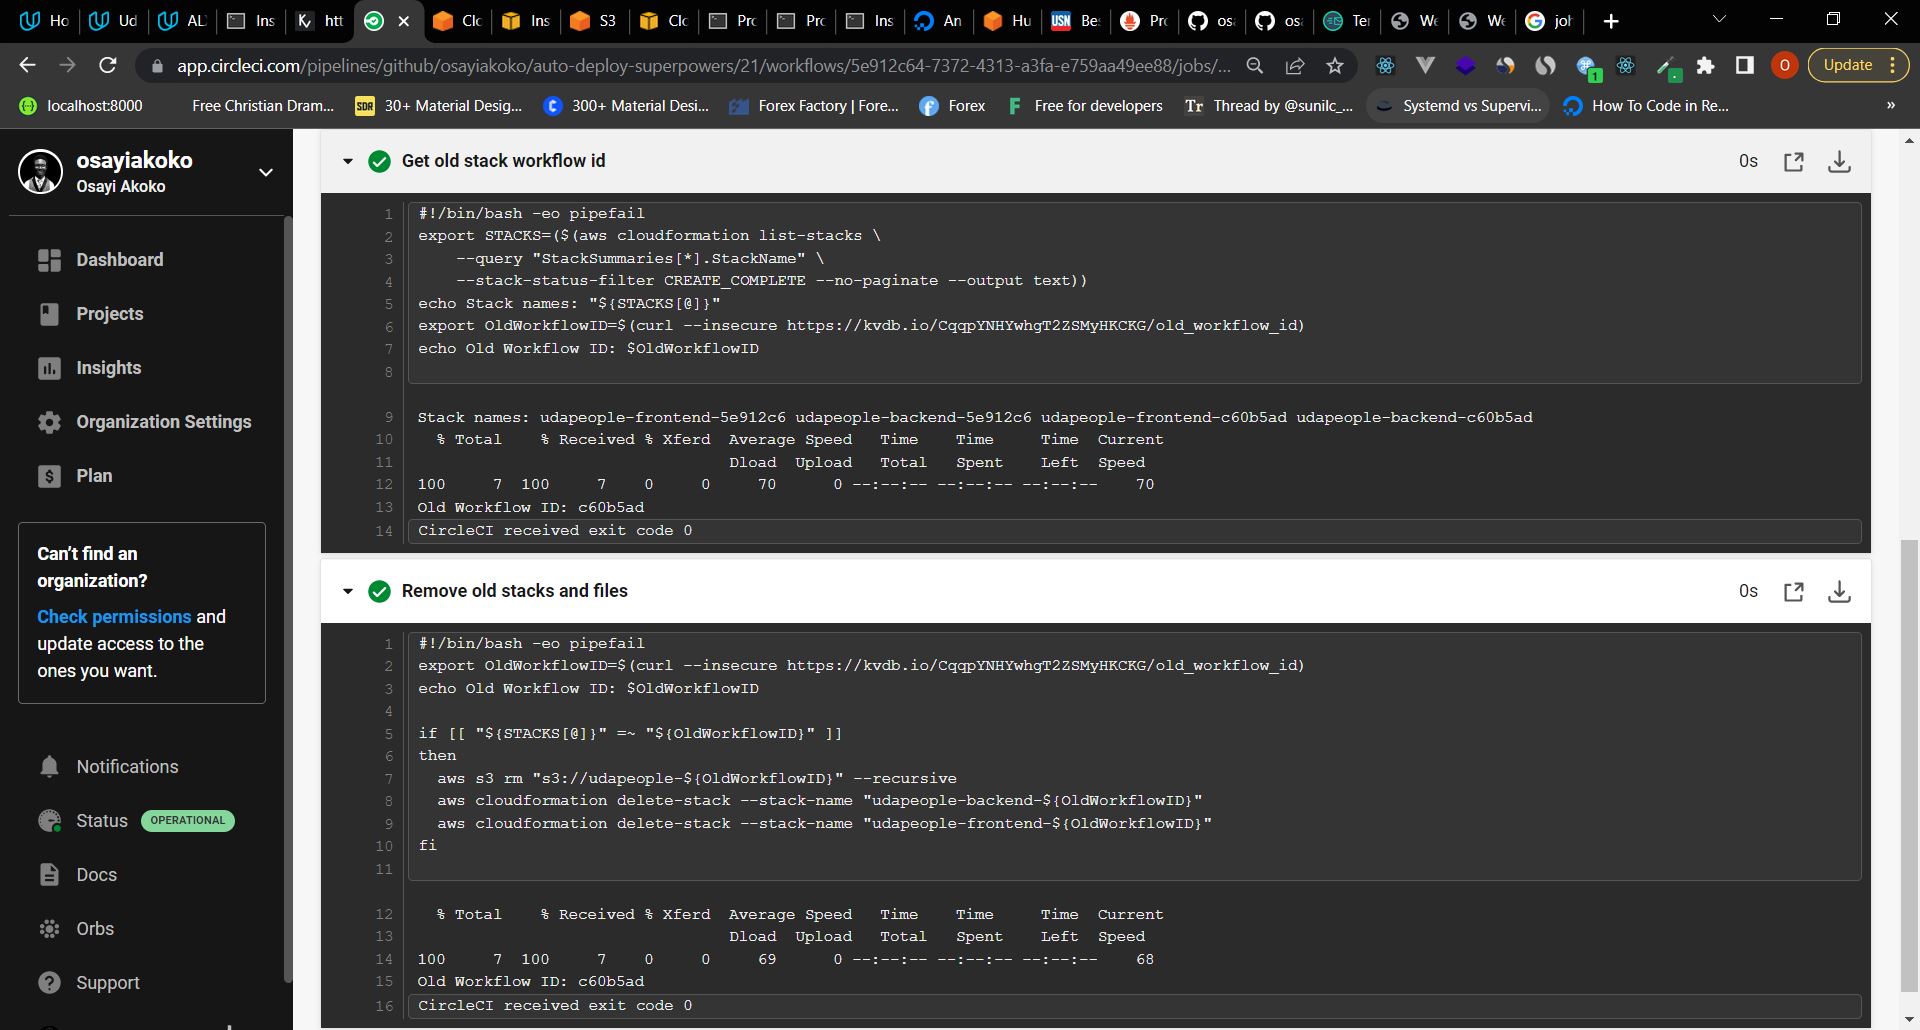 Ho
Ud
AL
Ins
htt
Clo
Ins
S3
Clo
Pro
Pro
Ins
An
Hu
Be
Pro
os
os
Ter
We
We
joh
app.circleci.com/pipelines/github/osayiakoko/auto-deploy-superpowers/21/workflows/5e912c64-7372-4313-a3fa-e759aa49ee88/jobs/...
1
O
Update
localhost:8000
Free Christian Dram...
SDR 30+ Material Desig...
300+ Material Desi...
Forex Factory | Fore...
Forex
Free for developers
Tr Thread by @sunilc_...
Systemd vs Supervi...
How To Code in Re...
»
osayiakoko
Osayi Akoko
Dashboard
Projects
Insights
Organization Settings
Plan
Can't find an
organization?
Check permissions and
update access to the
ones you want.
Notifications
Status OPERATIONAL
Docs
Orbs
Support
Get old stack workflow id 0s
1 #!/bin/bash -eo pipefail
2 export STACKS=($(aws cloudformation list-stacks \
3 --query "StackSummaries[*].StackName" \
4 --stack-status-filter CREATE_COMPLETE --no-paginate --output text))
5 echo Stack names: "${STACKS[@]}"
6 export OldWorkflowID=$(curl --insecure https://kvdb.io/CqqpYNHYwhgT2ZSMyHKCKG/old_workflow_id)
7 echo Old Workflow ID: $OldWorkflowID
8
9 Stack names: udapeople-frontend-5e912c6 udapeople-backend-5e912c6 udapeople-frontend-c60b5ad udapeople-backend-c60b5ad
10 % Total % Received % Xferd Average Speed Time Time Time Current
11 Dload Upload Total Spent Left Speed
12 100 7 100 7 0 0 70 0 --:--:-- --:--:-- --:--:-- 70
13 Old Workflow ID: c60b5ad
14 CircleCI received exit code 0
Remove old stacks and files 0s
1 #!/bin/bash -eo pipefail
2 export OldWorkflowID=$(curl --insecure https://kvdb.io/CqqpYNHYwhgT2ZSMyHKCKG/old_workflow_id)
3 echo Old Workflow ID: $OldWorkflowID
4
5 if [[ "${STACKS[@]}" =~ "${OldWorkflowID}" ]]
6 then
7 aws s3 rm "s3://udapeople-${OldWorkflowID}" --recursive
8 aws cloudformation delete-stack --stack-name "udapeople-backend-${OldWorkflowID}"
9 aws cloudformation delete-stack --stack-name "udapeople-frontend-${OldWorkflowID}"
10 fi
11
12 % Total % Received % Xferd Average Speed Time Time Time Current
13 Dload Upload Total Spent Left Speed
14 100 7 100 7 0 0 69 0 --:--:-- --:--:-- --:--:-- 68
15 Old Workflow ID: c60b5ad
16 CircleCI received exit code 0